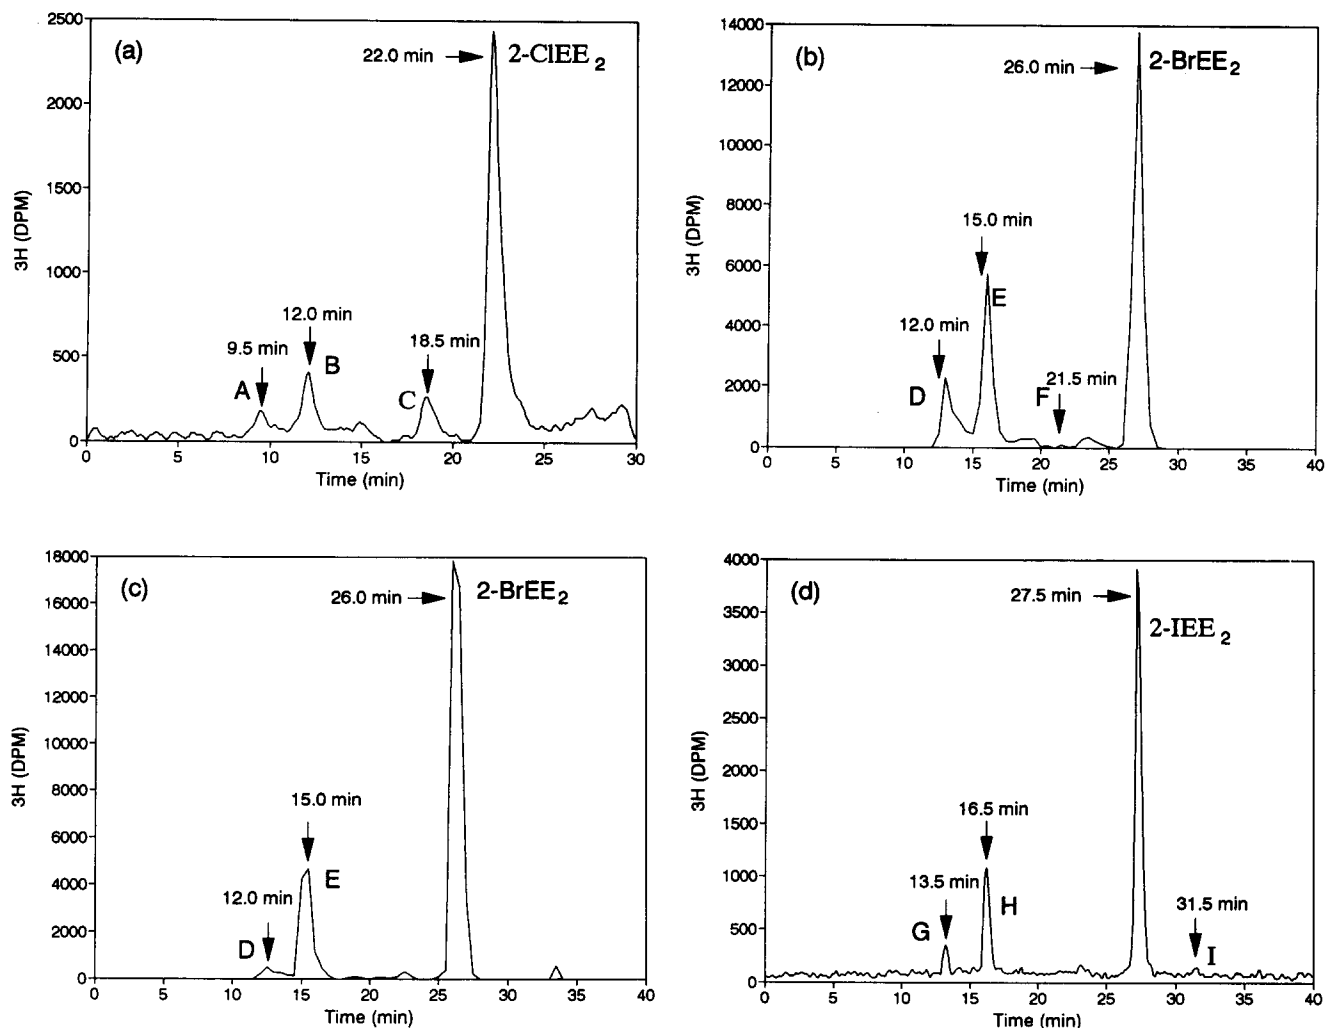 (a)
2500
2000
1500
1000
500
0
3H (DPM)
22.0 min
2-ClEE2
9.5 min
12.0 min
18.5 min
A
B
C
0 5 10 15 20 25 30
Time (min)
(b)
14000
12000
10000
8000
6000
4000
2000
0
3H (DPM)
26.0 min
2-BrEE2
15.0 min
E
12.0 min
D
F
21.5 min
0 5 10 15 20 25 30 35 40
Time (min)
(c)
18000
16000
14000
12000
10000
8000
6000
4000
2000
0
3H (DPM)
26.0 min
2-BrEE2
15.0 min
E
12.0 min
D
0 5 10 15 20 25 30 35 40
Time (min)
(d)
4000
3500
3000
2500
2000
1500
1000
500
0
3H (DPM)
27.5 min
2-IEE2
16.5 min
13.5 min
H
G
31.5 min
I
0 5 10 15 20 25 30 35 40
Time (min)